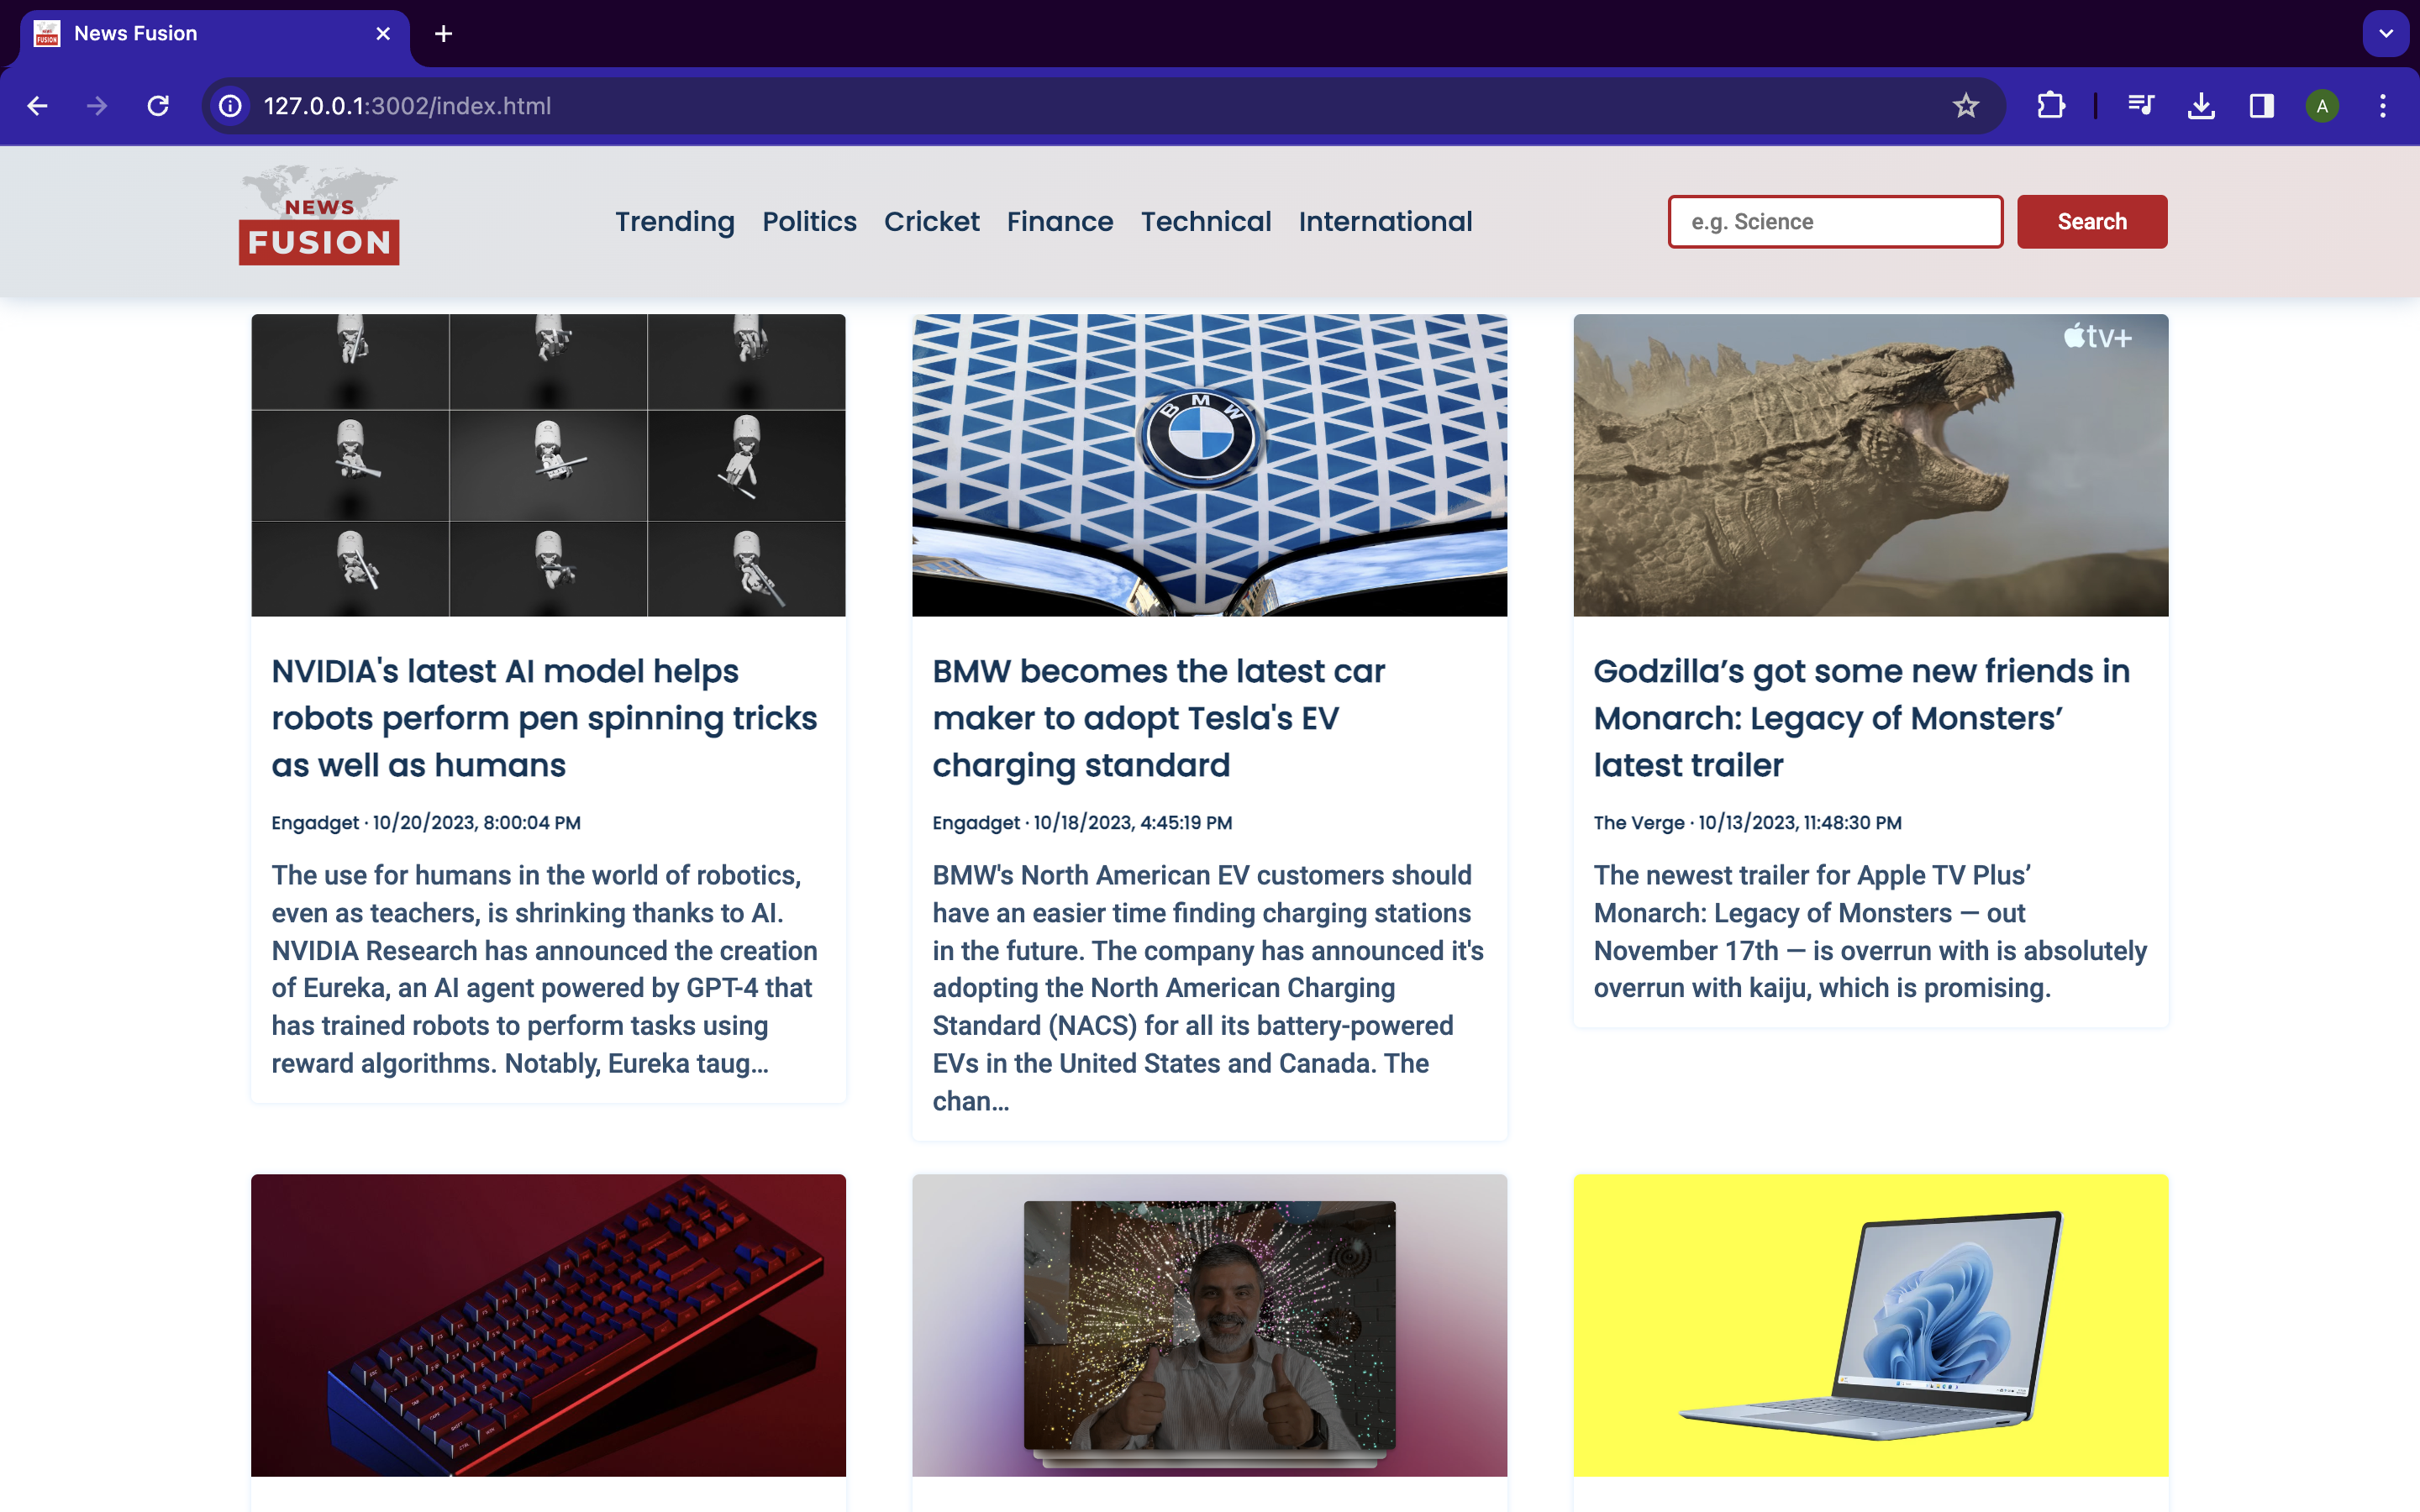 News Fusion
127.0.0.1:3002/index.html
A
NEWS
FUSION
Trending Politics Cricket Finance Technical International
e.g. Science
Search
BMW
tv+
NVIDIA's latest AI model helps
robots perform pen spinning tricks
as well as humans
Engadget · 10/20/2023, 8:00:04 PM
The use for humans in the world of robotics,
even as teachers, is shrinking thanks to AI.
NVIDIA Research has announced the creation
of Eureka, an AI agent powered by GPT-4 that
has trained robots to perform tasks using
reward algorithms. Notably, Eureka taug…
BMW becomes the latest car
maker to adopt Tesla's EV
charging standard
Engadget · 10/18/2023, 4:45:19 PM
BMW's North American EV customers should
have an easier time finding charging stations
in the future. The company has announced it's
adopting the North American Charging
Standard (NACS) for all its battery-powered
EVs in the United States and Canada. The
chan…
Godzilla’s got some new friends in
Monarch: Legacy of Monsters’
latest trailer
The Verge · 10/13/2023, 11:48:30 PM
The newest trailer for Apple TV Plus’
Monarch: Legacy of Monsters — out
November 17th — is overrun with is absolutely
overrun with kaiju, which is promising.